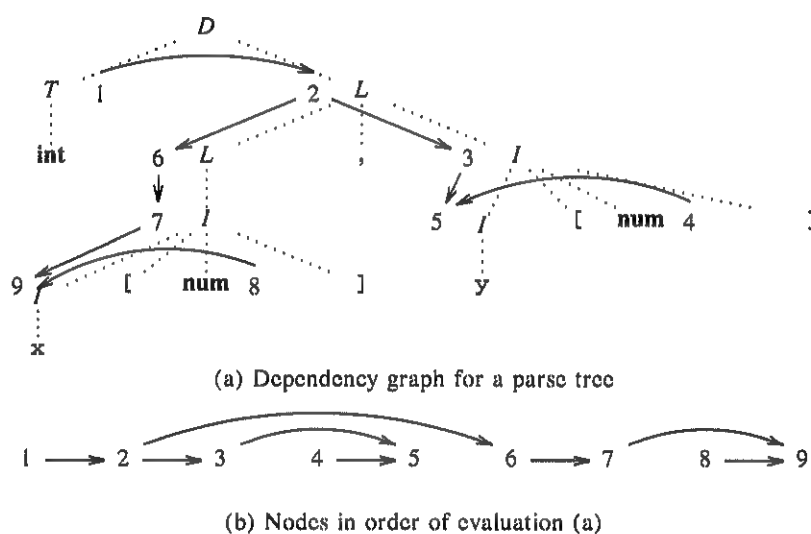 D
T 1 2 L
int 6 L , 3 I
7 I 5 I [ num 4 ]
9 I [ num 8 ] y
x
(a) Dependency graph for a parse tree
1 2 3 4 5 6 7 8 9
(b) Nodes in order of evaluation (a)